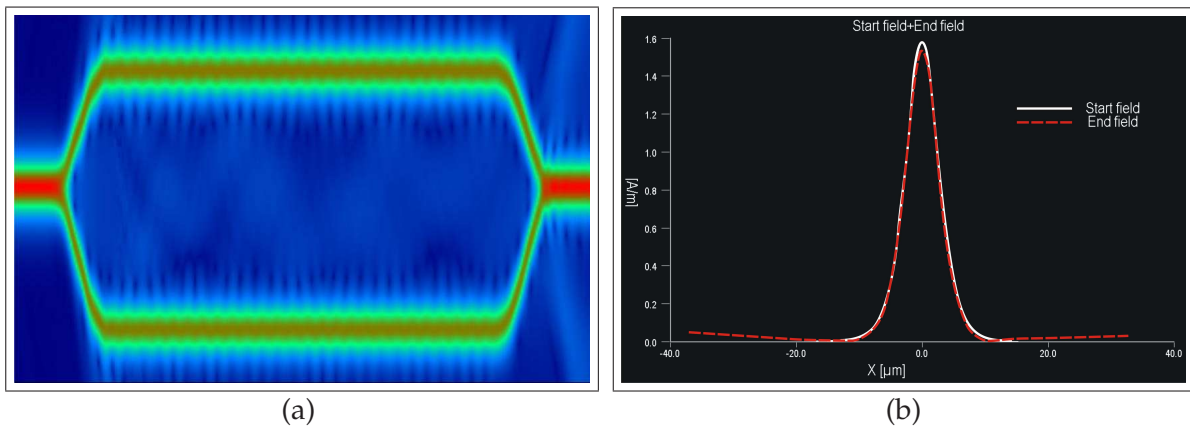 Start field+End field
1.6
1.4
1.2
1.0
0.8
0.6
0.4
0.2
0.0
[A/m]
Start field
End field
-40.0 -20.0 0.0 20.0 40.0
X [µm]
(a) (b)